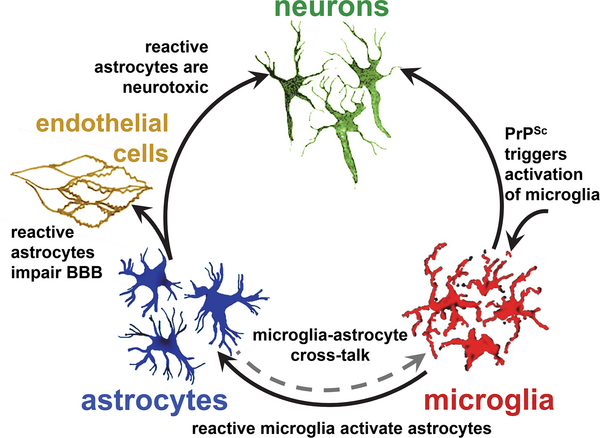 neurons
reactive
astrocytes are
neurotoxic
endothelial
cells
PrPSc
triggers
activation
of microglia
reactive
astrocytes
impair BBB
microglia-astrocyte
cross-talk
astrocytes
microglia
reactive microglia activate astrocytes